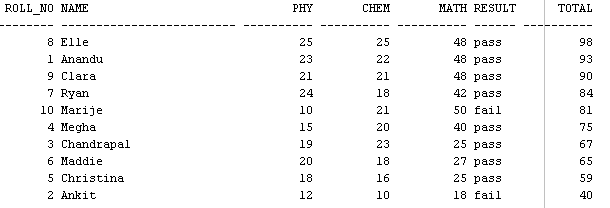 ROLL_NO NAME PHY CHEM MATH RESULT TOTAL
8 Elle 25 25 48 pass 98
1 Anandu 23 22 48 pass 93
9 Clara 21 21 48 pass 90
7 Ryan 24 18 42 pass 84
10 Marije 10 21 50 fail 81
4 Megha 15 20 40 pass 75
3 Chandrapal 19 23 25 pass 67
6 Maddie 20 18 27 pass 65
5 Christina 18 16 25 pass 59
2 Ankit 12 10 18 fail 40